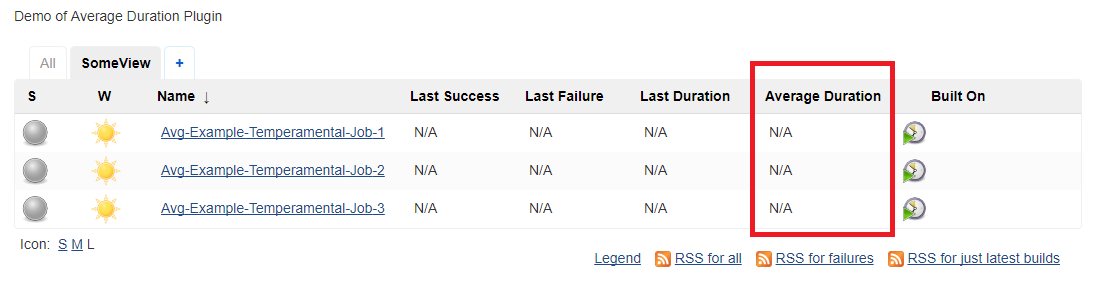 Demo of Average Duration Plugin
All SomeView +
S W Name ↓ Last Success Last Failure Last Duration Average Duration Built On
Avg-Example-Temperamental-Job-1 N/A N/A N/A N/A
Avg-Example-Temperamental-Job-2 N/A N/A N/A N/A
Avg-Example-Temperamental-Job-3 N/A N/A N/A N/A
Icon: S M L
Legend RSS for all RSS for failures RSS for just latest builds